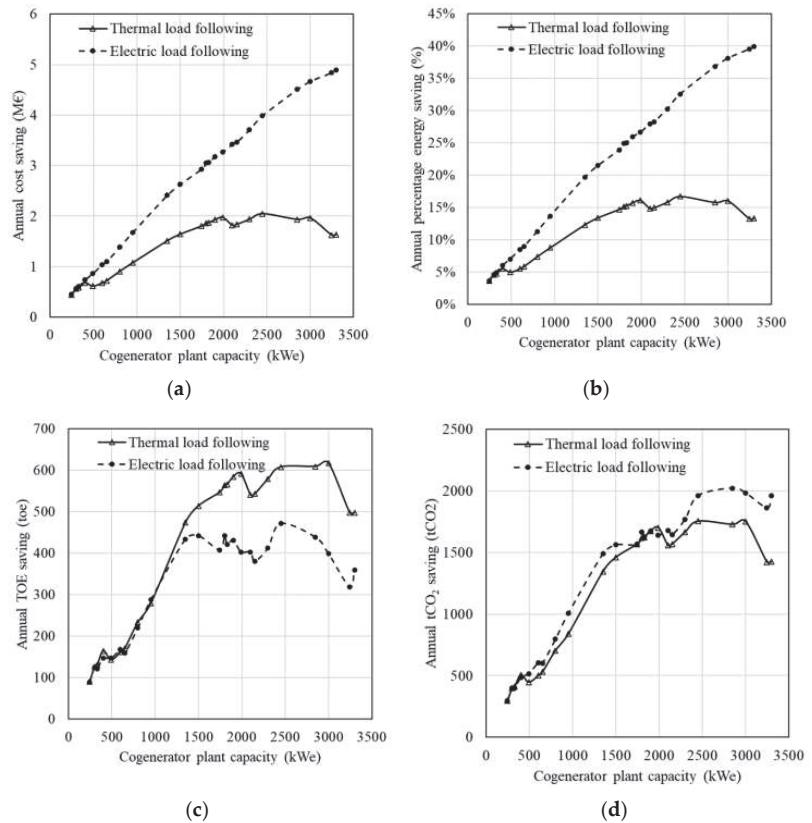 Thermal load following
Electric load following
6
5
4
3
2
1
0
Annual cost saving (M€)
0 500 1000 1500 2000 2500 3000 3500
Cogenerator plant capacity (kWe)
(a)
Thermal load following
Electric load following
45%
40%
35%
30%
25%
20%
15%
10%
5%
0%
Annual percentage energy saving (%)
0 500 1000 1500 2000 2500 3000 3500
Cogenerator plant capacity (kWe)
(b)
Thermal load following
Electric load following
700
600
500
400
300
200
100
0
Annual TOE saving (toe)
0 500 1000 1500 2000 2500 3000 3500
Cogenerator plant capacity (kWe)
(c)
Thermal load following
Electric load following
2500
2000
1500
1000
500
0
Annual tCO₂ saving (tCO2)
0 500 1000 1500 2000 2500 3000 3500
Cogenerator plant capacity (kWe)
(d)